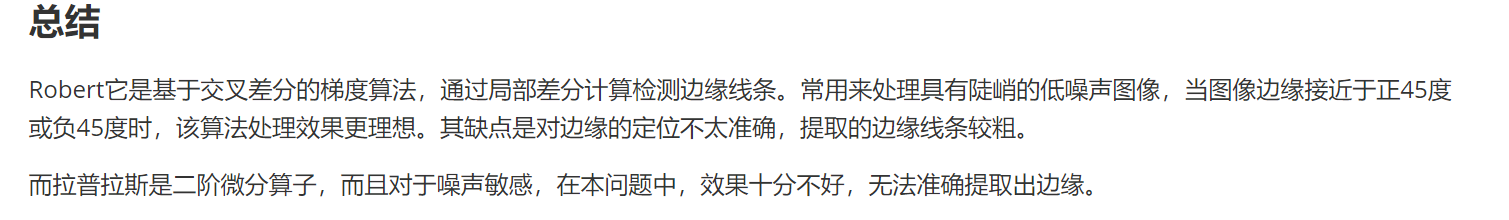 总结
Robert它是基于交叉差分的梯度算法，通过局部差分计算检测边缘线条。常用来处理具有陡峭的低噪声图像，当图像边缘接近于正45度
或负45度时，该算法处理效果更理想。其缺点是对边缘的定位不太准确，提取的边缘线条较粗。
而拉普拉斯是二阶微分算子，而且对于噪声敏感，在本问题中，效果十分不好，无法准确提取出边缘。